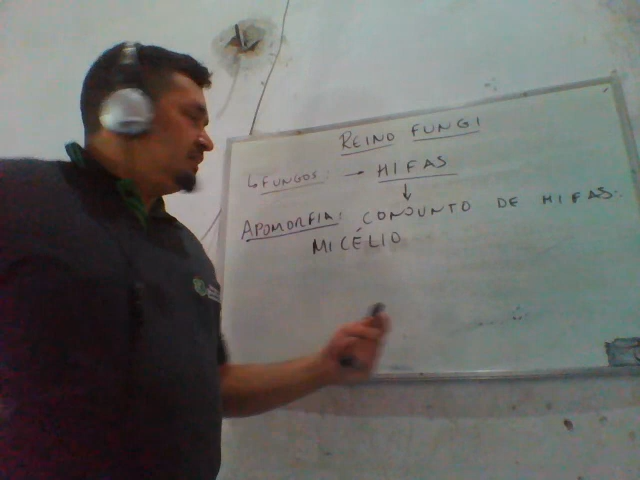 REINO FUNGI
↳ FUNGOS: → HIFAS
↓
APOMORFIA: CONJUNTO DE HIFAS:
MICÉLIO